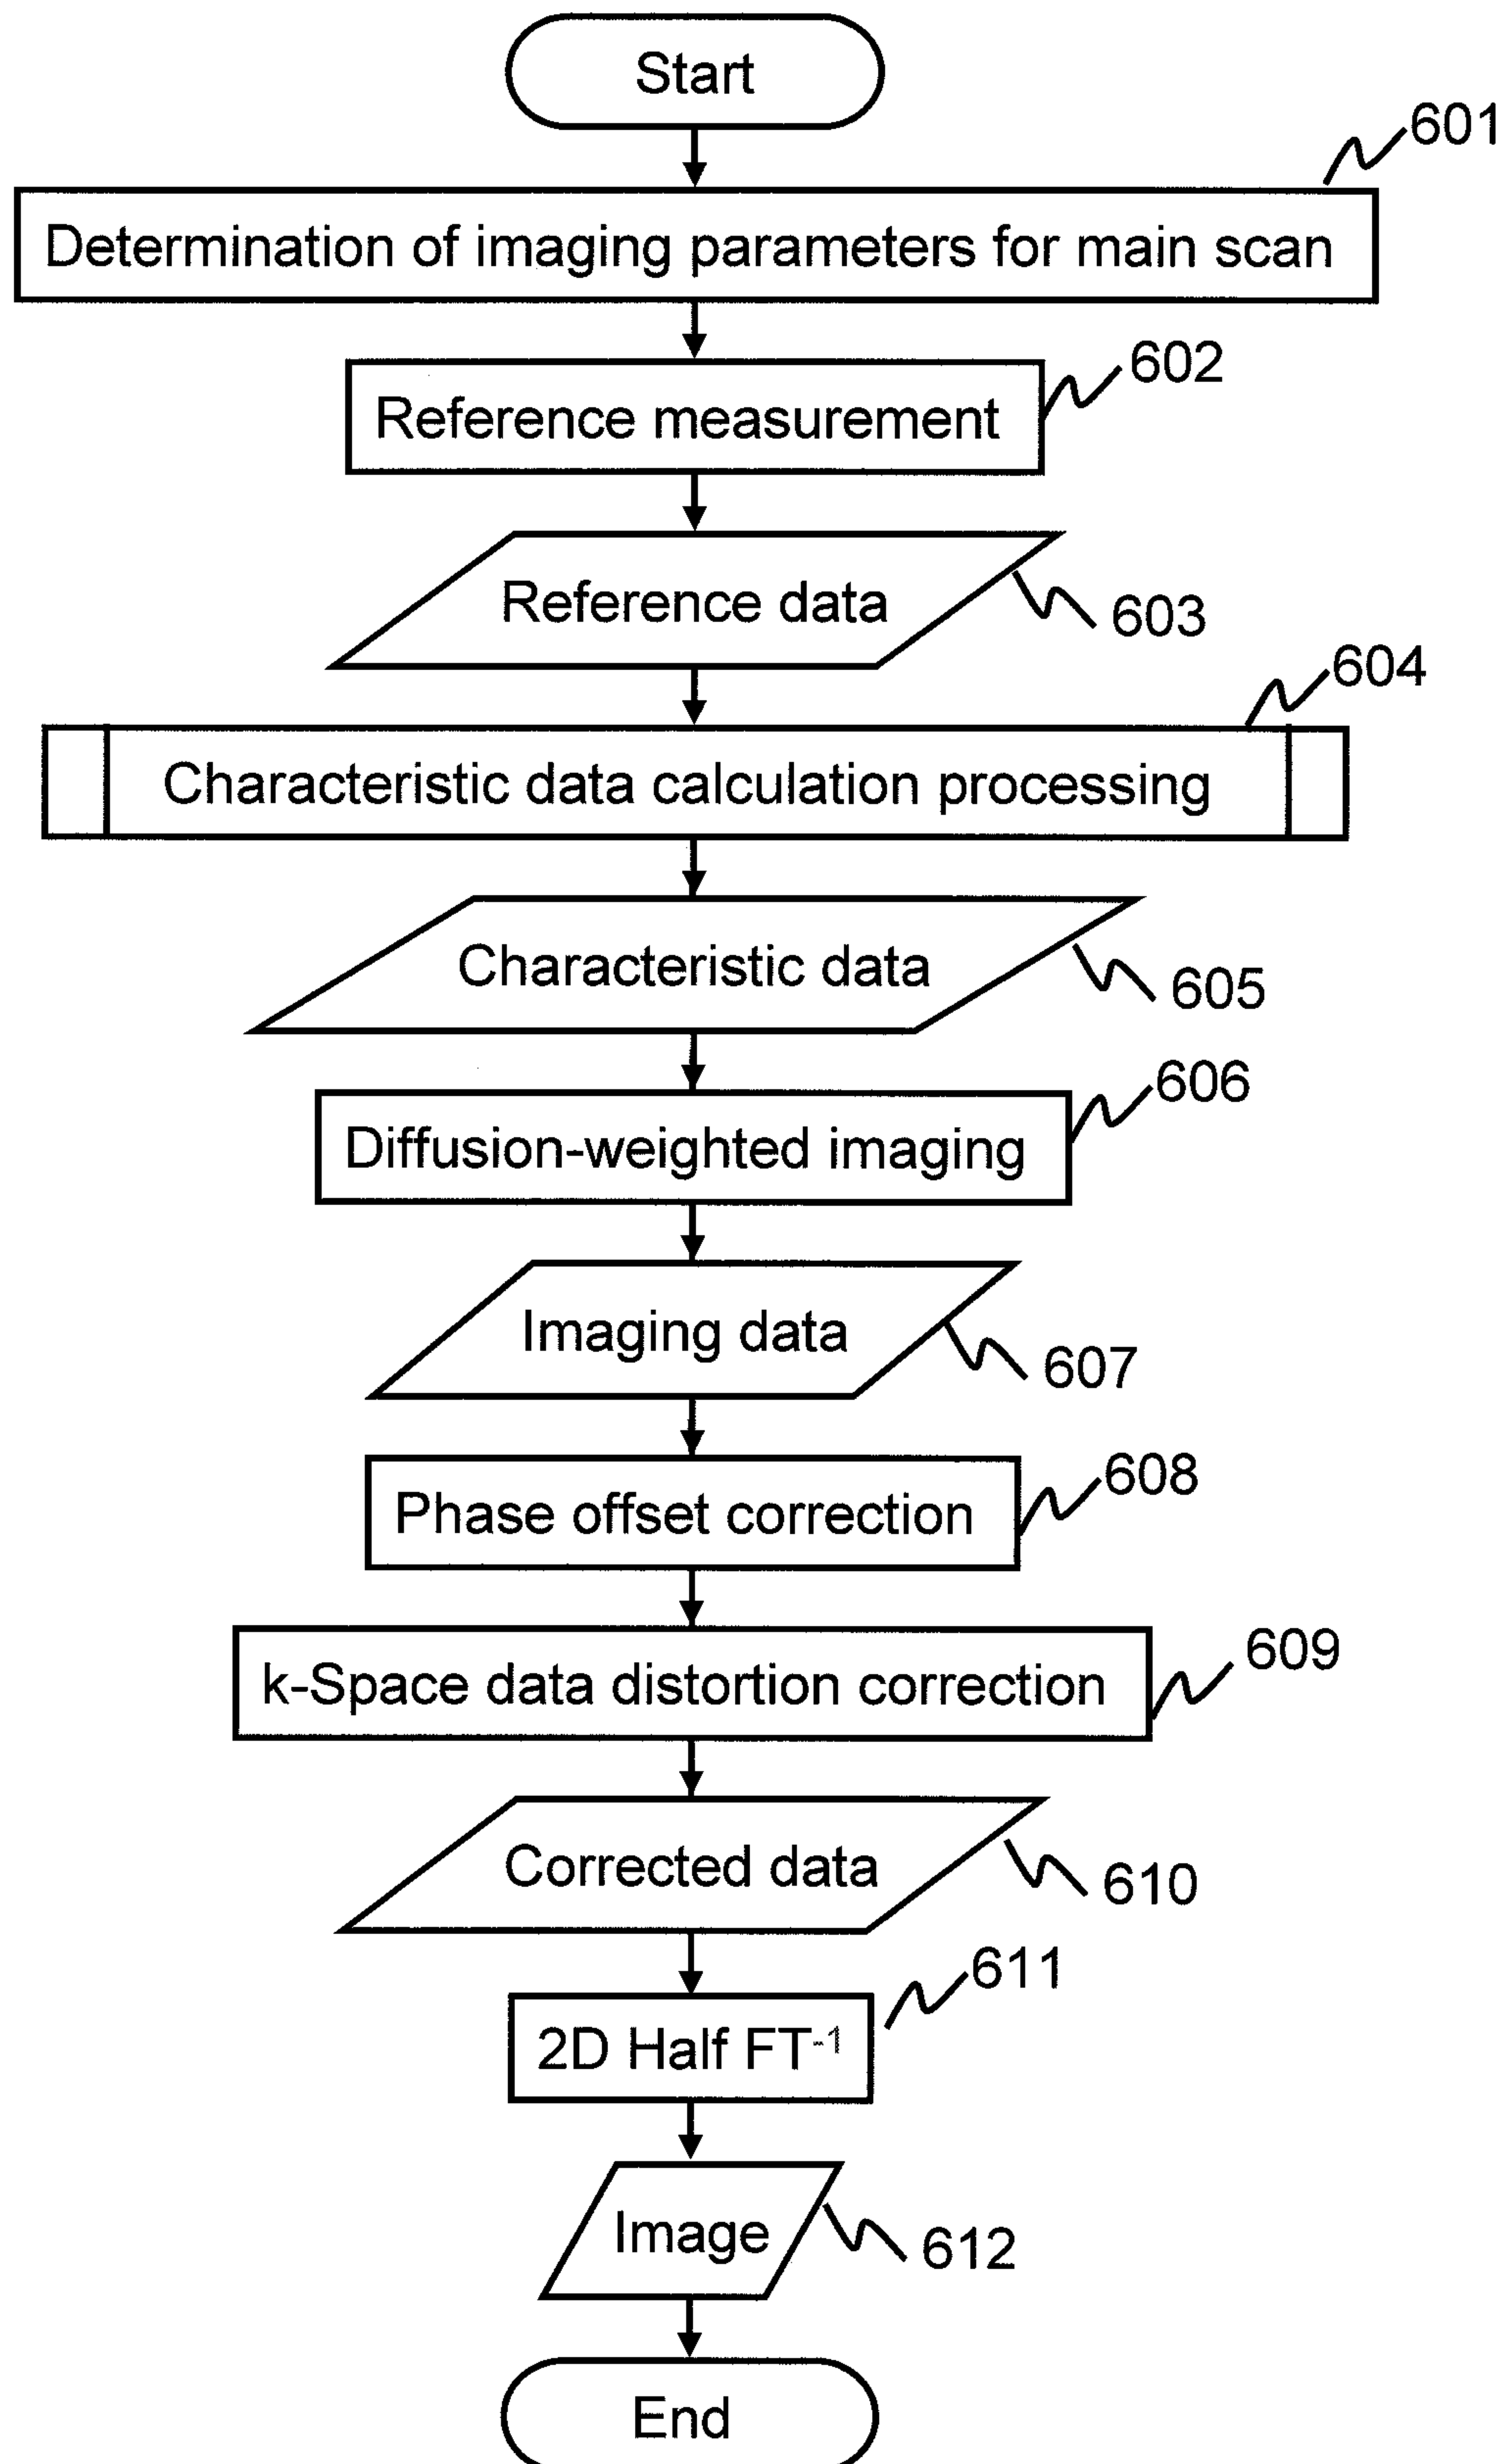 Start
601
Determination of imaging parameters for main scan
602
Reference measurement
Reference data
603
604
Characteristic data calculation processing
Characteristic data
605
606
Diffusion-weighted imaging
Imaging data
607
608
Phase offset correction
609
k-Space data distortion correction
Corrected data
610
611
2D Half FT⁻¹
Image
612
End